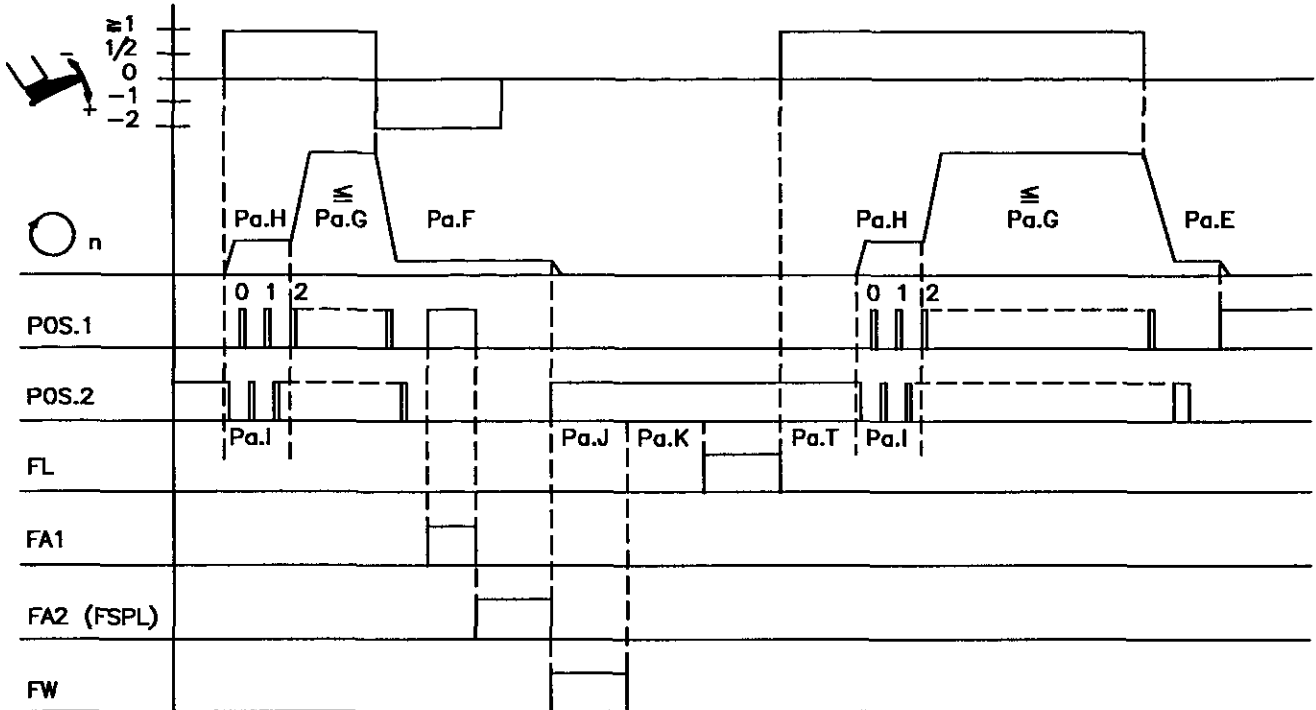 ≧1
1/2
0
−1
−2
−
+
n
Pa.H
≦
Pa.G
Pa.F
Pa.H
≦
Pa.G
Pa.E
0 1 2
0 1 2
POS.1
POS.2
Pa.I
Pa.J
Pa.K
Pa.T
Pa.I
FL
FA1
FA2 (FSPL)
FW